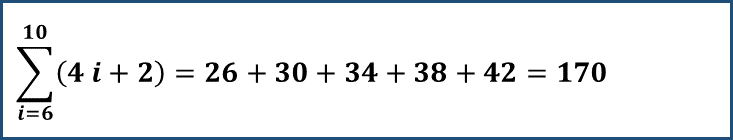 10
∑(4 i + 2) = 26 + 30 + 34 + 38 + 42 = 170
i=6